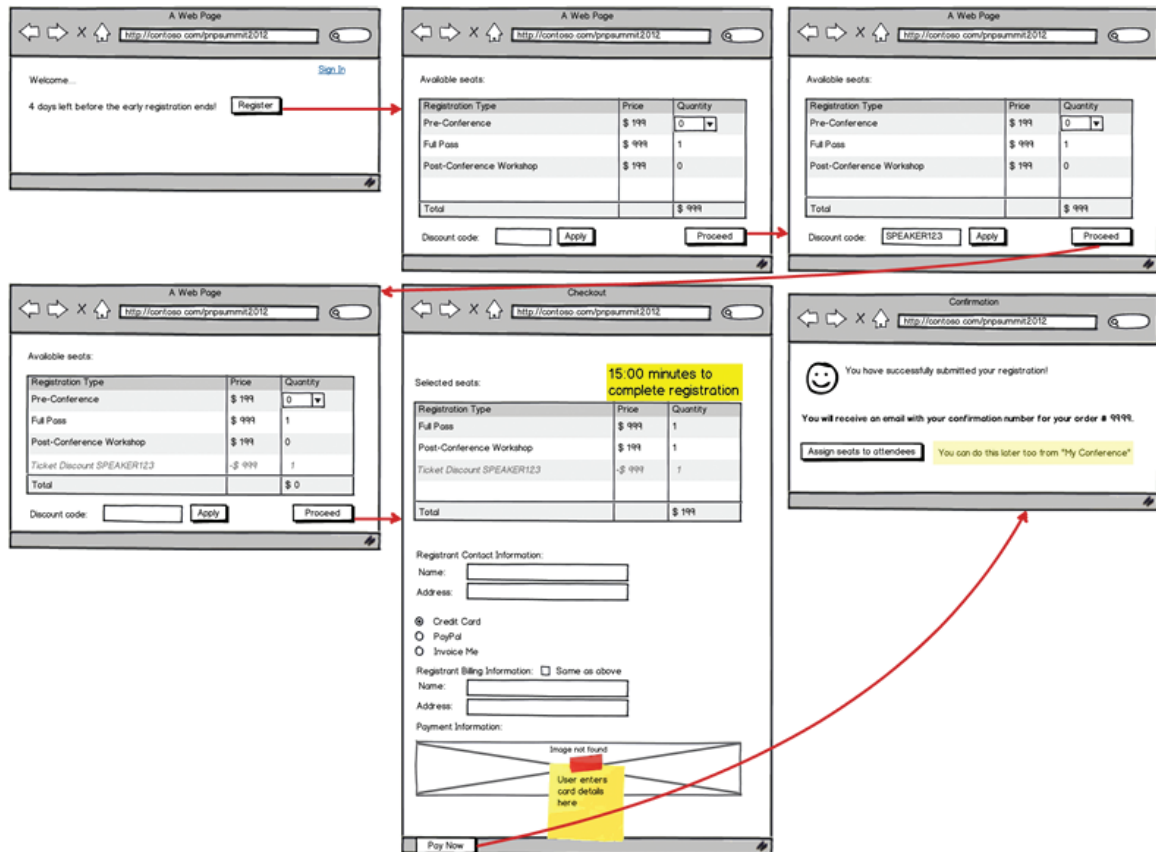 A Web Page
http://contoso.com/pnpsummit2012
Sign In
Welcome...
4 days left before the early registration ends! Register
A Web Page
http://contoso.com/pnpsummit2012
Available seats:
Registration Type Price Quantity
Pre-Conference $ 199 0
Full Pass $ 999 1
Post-Conference Workshop $ 199 0
Total $ 999
Discount code: Apply Proceed
A Web Page
http://contoso.com/pnpsummit2012
Available seats:
Registration Type Price Quantity
Pre-Conference $ 199 0
Full Pass $ 999 1
Post-Conference Workshop $ 199 0
Total $ 999
Discount code: SPEAKER123 Apply Proceed
A Web Page
http://contoso.com/pnpsummit2012
Available seats:
Registration Type Price Quantity
Pre-Conference $ 199 0
Full Pass $ 999 1
Post-Conference Workshop $ 199 0
Ticket Discount SPEAKER123 -$ 999 1
Total $ 0
Discount code: Apply Proceed
Checkout
http://contoso.com/pnpsummit2012
15:00 minutes to
complete registration
Selected seats:
Registration Type Price Quantity
Full Pass $ 999 1
Post-Conference Workshop $ 199 1
Ticket Discount SPEAKER123 -$ 999 1
Total $ 199
Registrant Contact Information:
Name:
Address:
Credit Card
PayPal
Invoice Me
Registrant Billing Information: Same as above
Name:
Address:
Payment Information:
Image not found
User enters
card details
here
Pay Now
Confirmation
http://contoso.com/pnpsummit2012
You have successfully submitted your registration!
You will receive an email with your confirmation number for your order # 9999.
Assign seats to attendees You can do this later too from "My Conference"